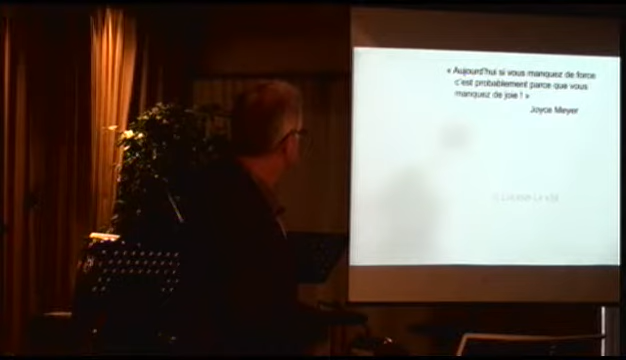 « Aujourd'hui si vous manquez de force
c'est probablement parce que vous
manquez de joie ! »
Joyce Meyer